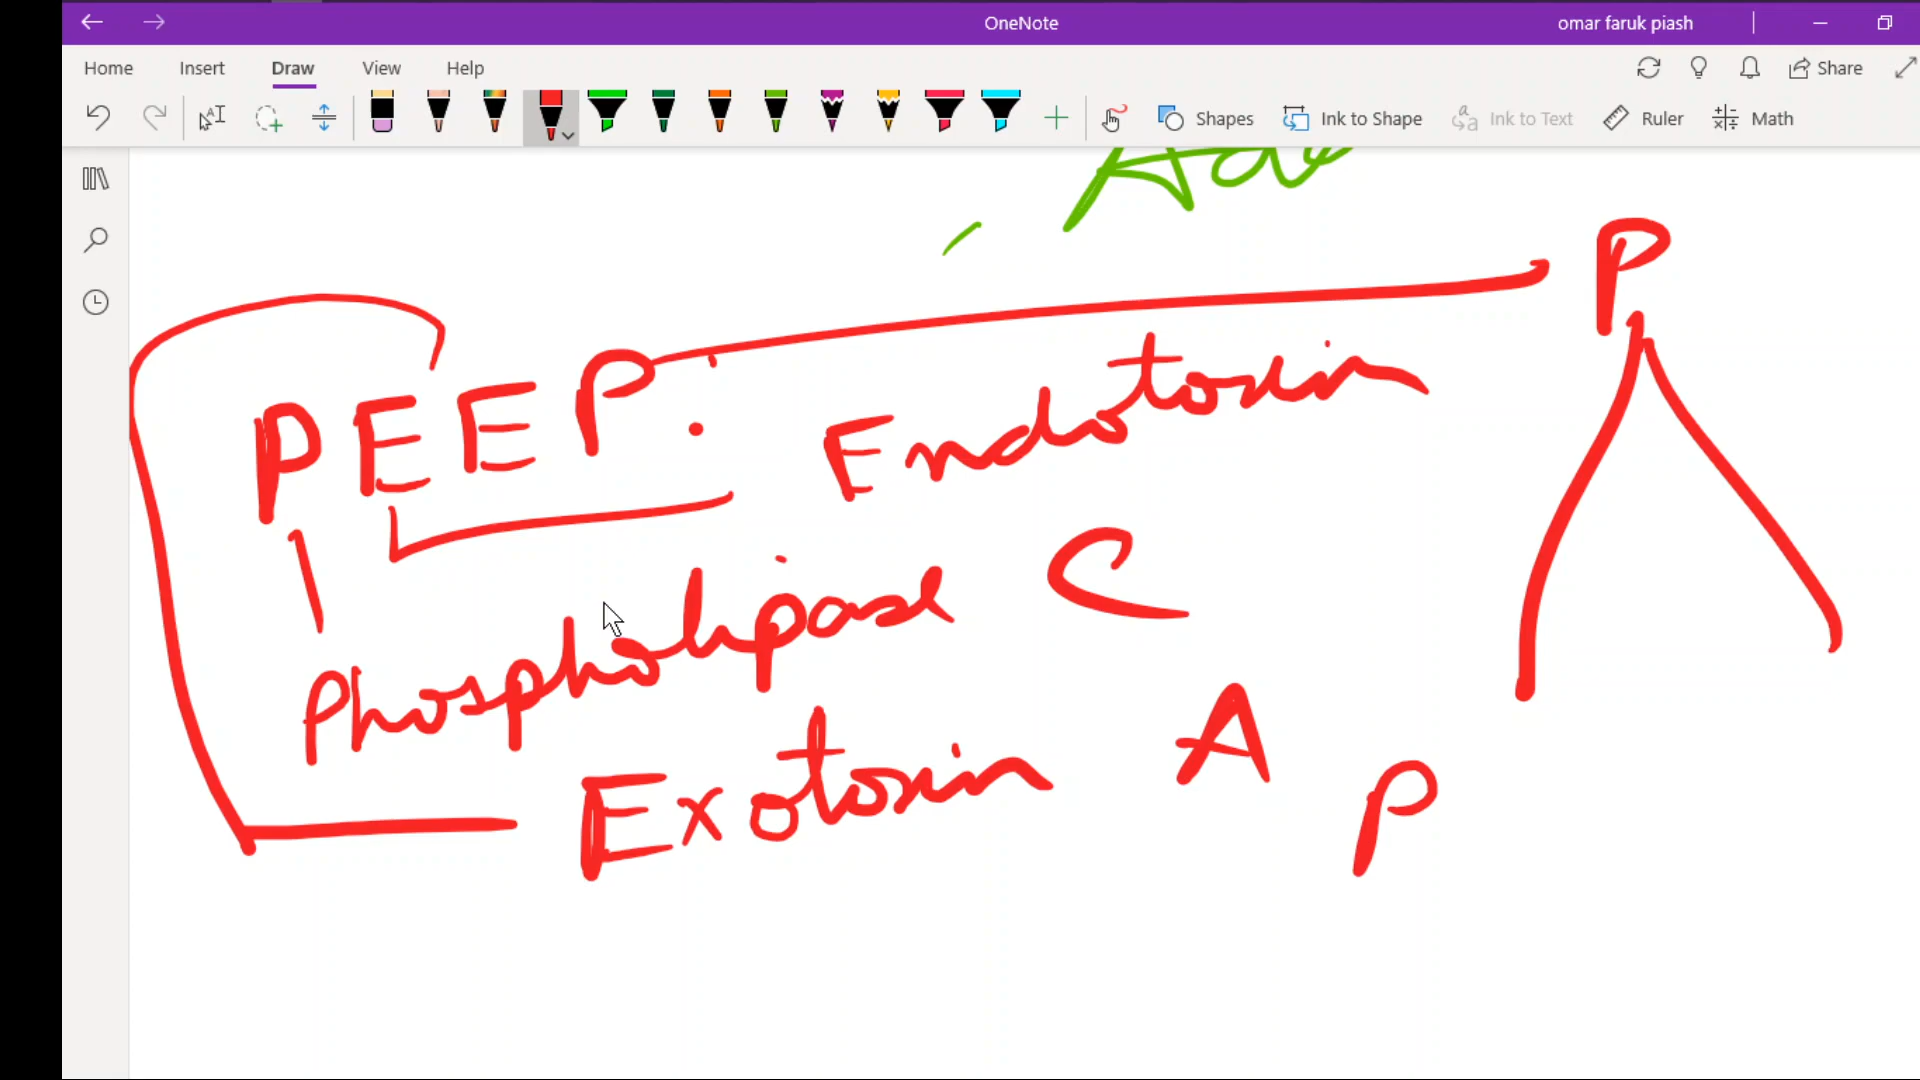 OneNote
omar faruk piash
Home Insert Draw View Help
Share
Shapes Ink to Shape Ink to Text Ruler Math
P
PEEP: Endotoxin
Phospholipase C
Exotoxin A
P